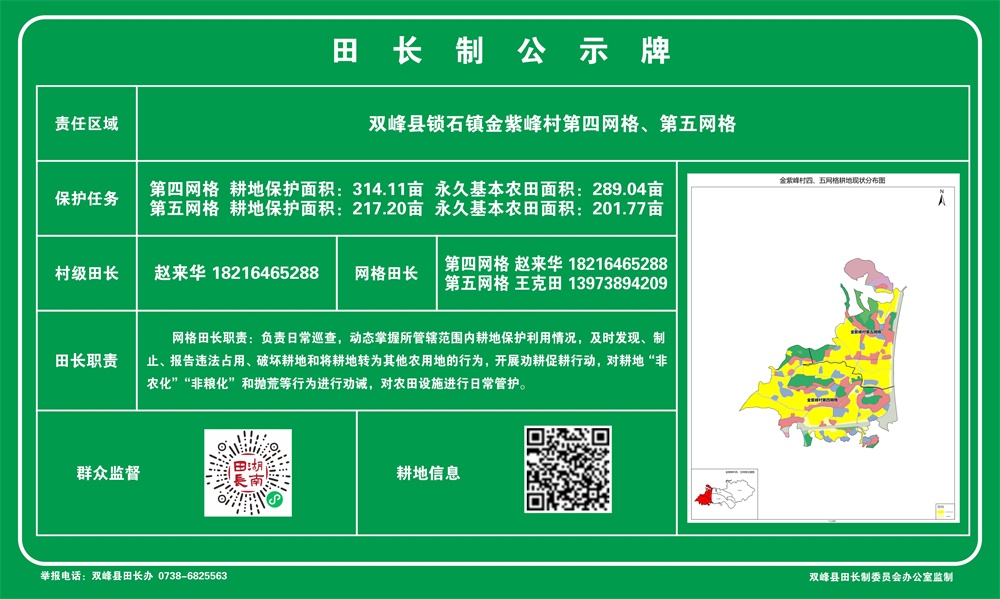 田长制公示牌
责任区域
双峰县锁石镇金紫峰村第四网格、第五网格
保护任务
第四网格 耕地保护面积：314.11亩 永久基本农田面积：289.04亩
第五网格 耕地保护面积：217.20亩 永久基本农田面积：201.77亩
村级田长
赵来华 18216465288
网格田长
第四网格 赵来华 18216465288
第五网格 王克田 13973894209
田长职责
网格田长职责：负责日常巡查，动态掌握所管辖范围内耕地保护利用情况，及时发现、制
止、报告违法占用、破坏耕地和将耕地转为其他农用地的行为，开展劝耕促耕行动，对耕地“非
农化”“非粮化”和抛荒等行为进行劝诫，对农田设施进行日常管护。
金紫峰村四、五网格耕地现状分布图
N
金紫峰村第五网格
金紫峰村第四网格
群众监督
湖南田長
耕地信息
举报电话：双峰县田长办 0738-6825563
双峰县田长制委员会办公室监制